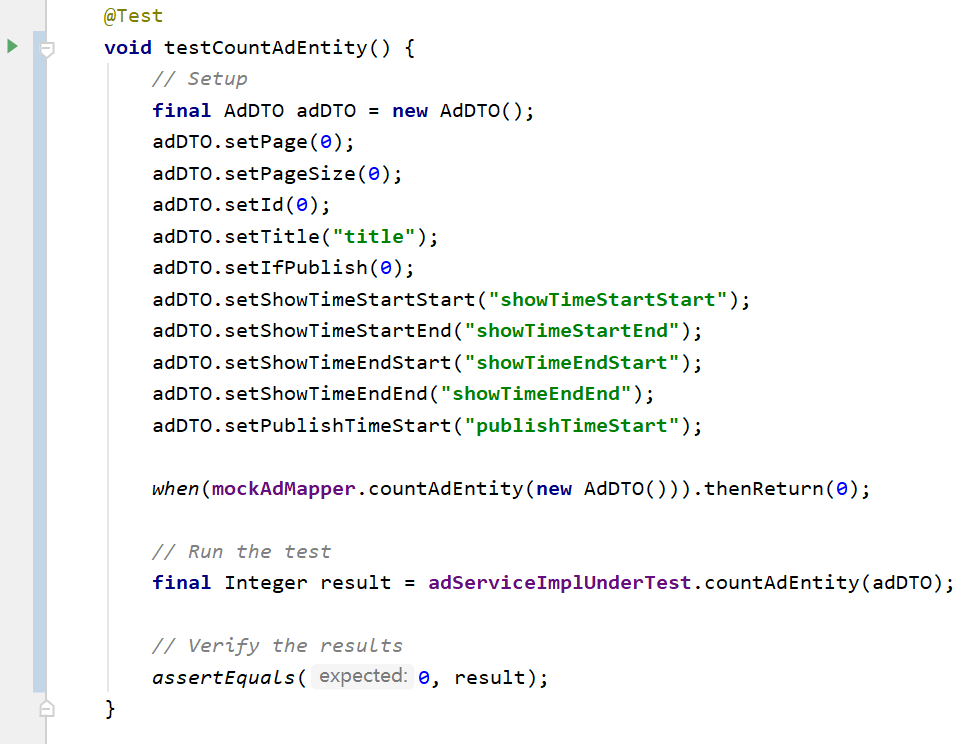 @Test
void testCountAdEntity() {
// Setup
final AdDTO adDTO = new AdDTO();
adDTO.setPage(0);
adDTO.setPageSize(0);
adDTO.setId(0);
adDTO.setTitle("title");
adDTO.setIfPublish(0);
adDTO.setShowTimeStartStart("showTimeStartStart");
adDTO.setShowTimeStartEnd("showTimeStartEnd");
adDTO.setShowTimeEndStart("showTimeEndStart");
adDTO.setShowTimeEndEnd("showTimeEndEnd");
adDTO.setPublishTimeStart("publishTimeStart");
when(mockAdMapper.countAdEntity(new AdDTO())).thenReturn(0);
// Run the test
final Integer result = adServiceImplUnderTest.countAdEntity(adDTO);
// Verify the results
assertEquals( expected: 0, result);
}